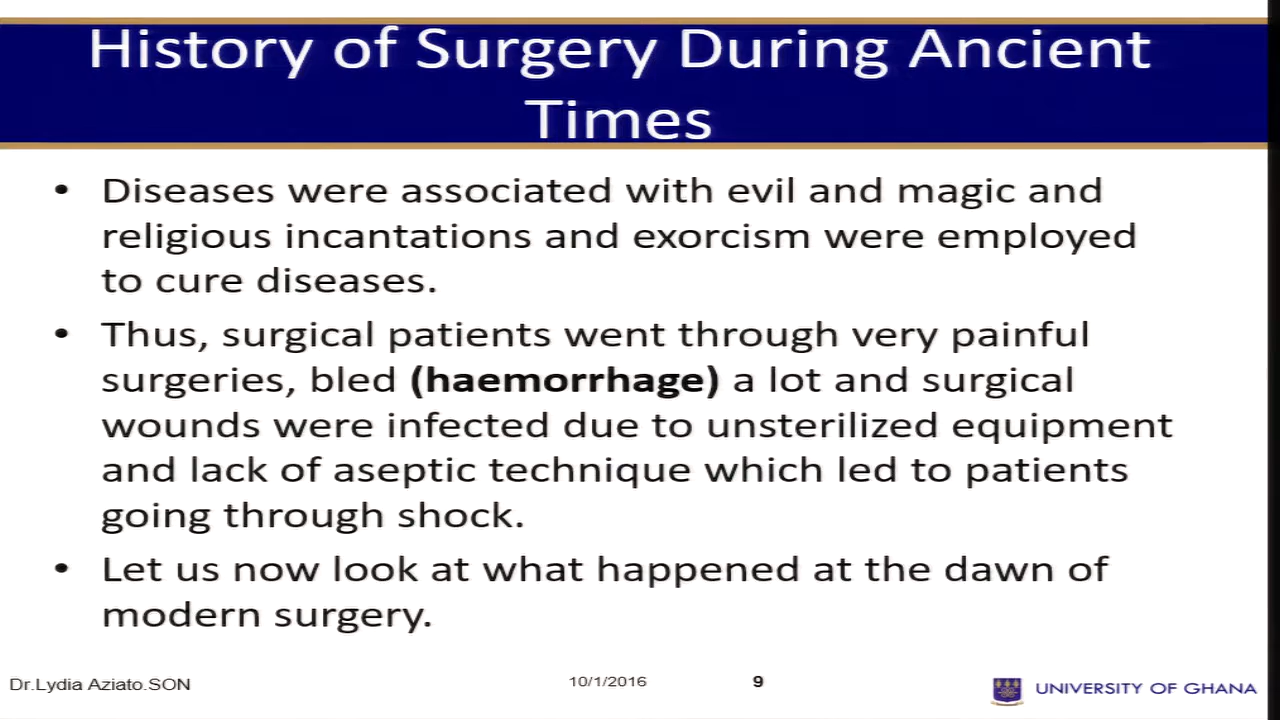 History of Surgery During Ancient
Times
• Diseases were associated with evil and magic and
religious incantations and exorcism were employed
to cure diseases.
• Thus, surgical patients went through very painful
surgeries, bled (haemorrhage) a lot and surgical
wounds were infected due to unsterilized equipment
and lack of aseptic technique which led to patients
going through shock.
• Let us now look at what happened at the dawn of
modern surgery.
Dr.Lydia Aziato.SON 10/1/2016 9 UNIVERSITY OF GHANA